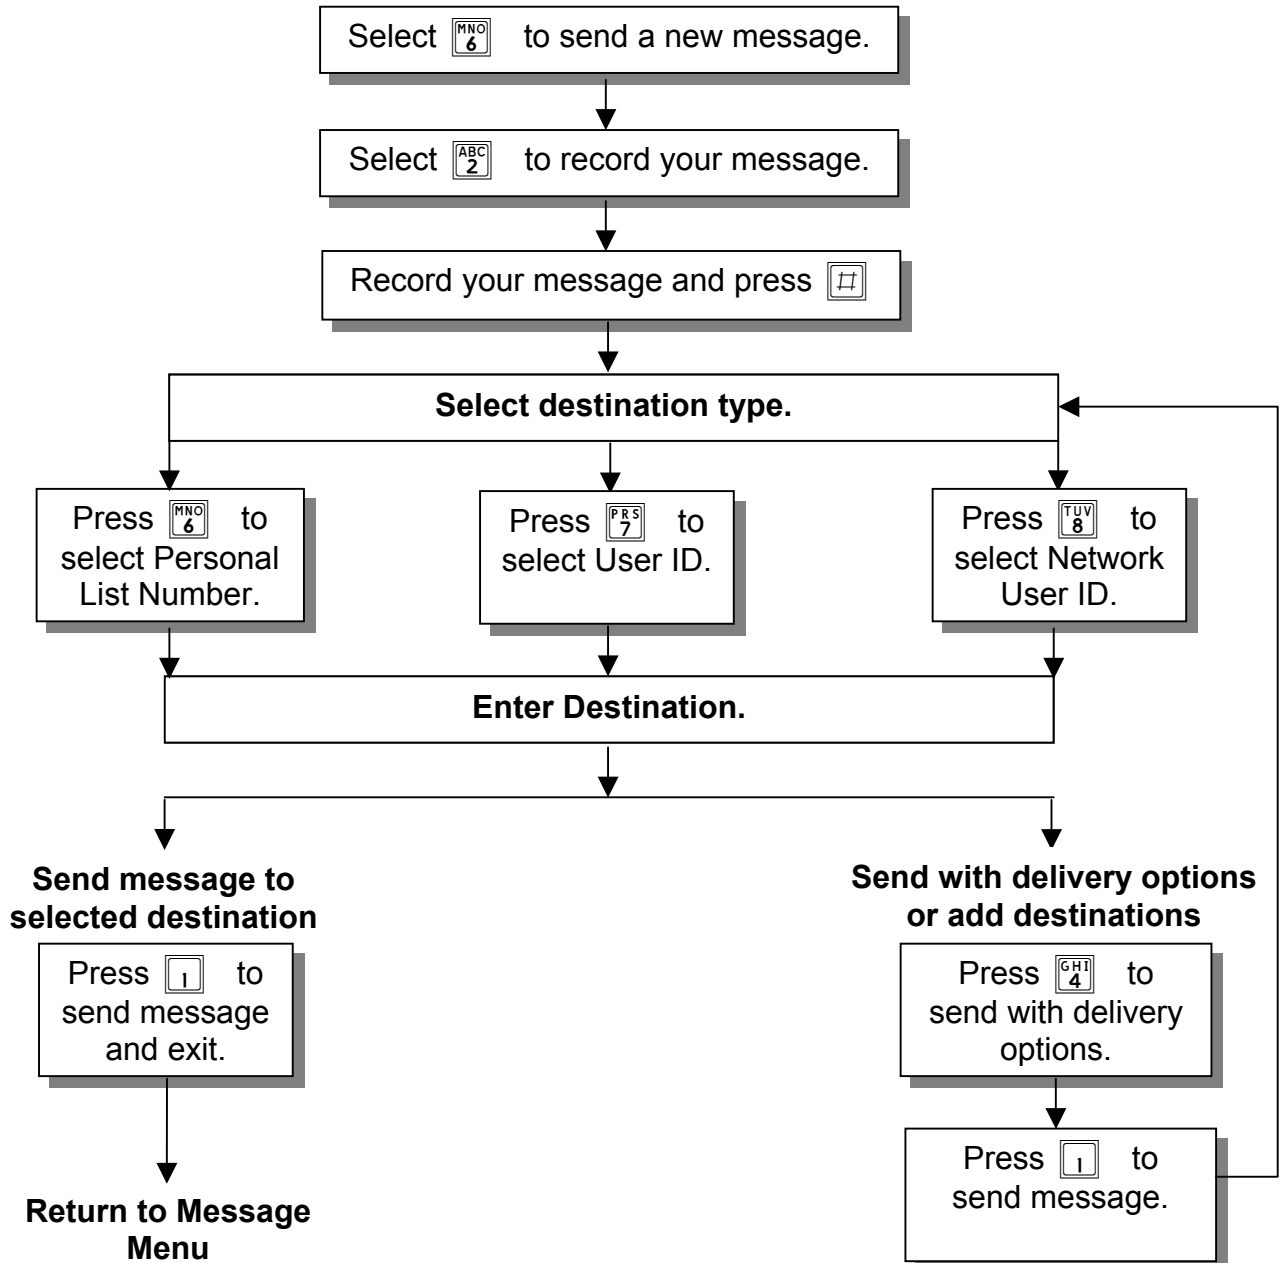 Select MNO 6 to send a new message.
Select ABC 2 to record your message.
Record your message and press #
Select destination type.
Press MNO 6 to
select Personal
List Number.
Press PRS 7 to
select User ID.
Press TUV 8 to
select Network
User ID.
Enter Destination.
Send message to
selected destination
Press 1 to
send message
and exit.
Return to Message
Menu
Send with delivery options
or add destinations
Press GHI 4 to
send with delivery
options.
Press 1 to
send message.